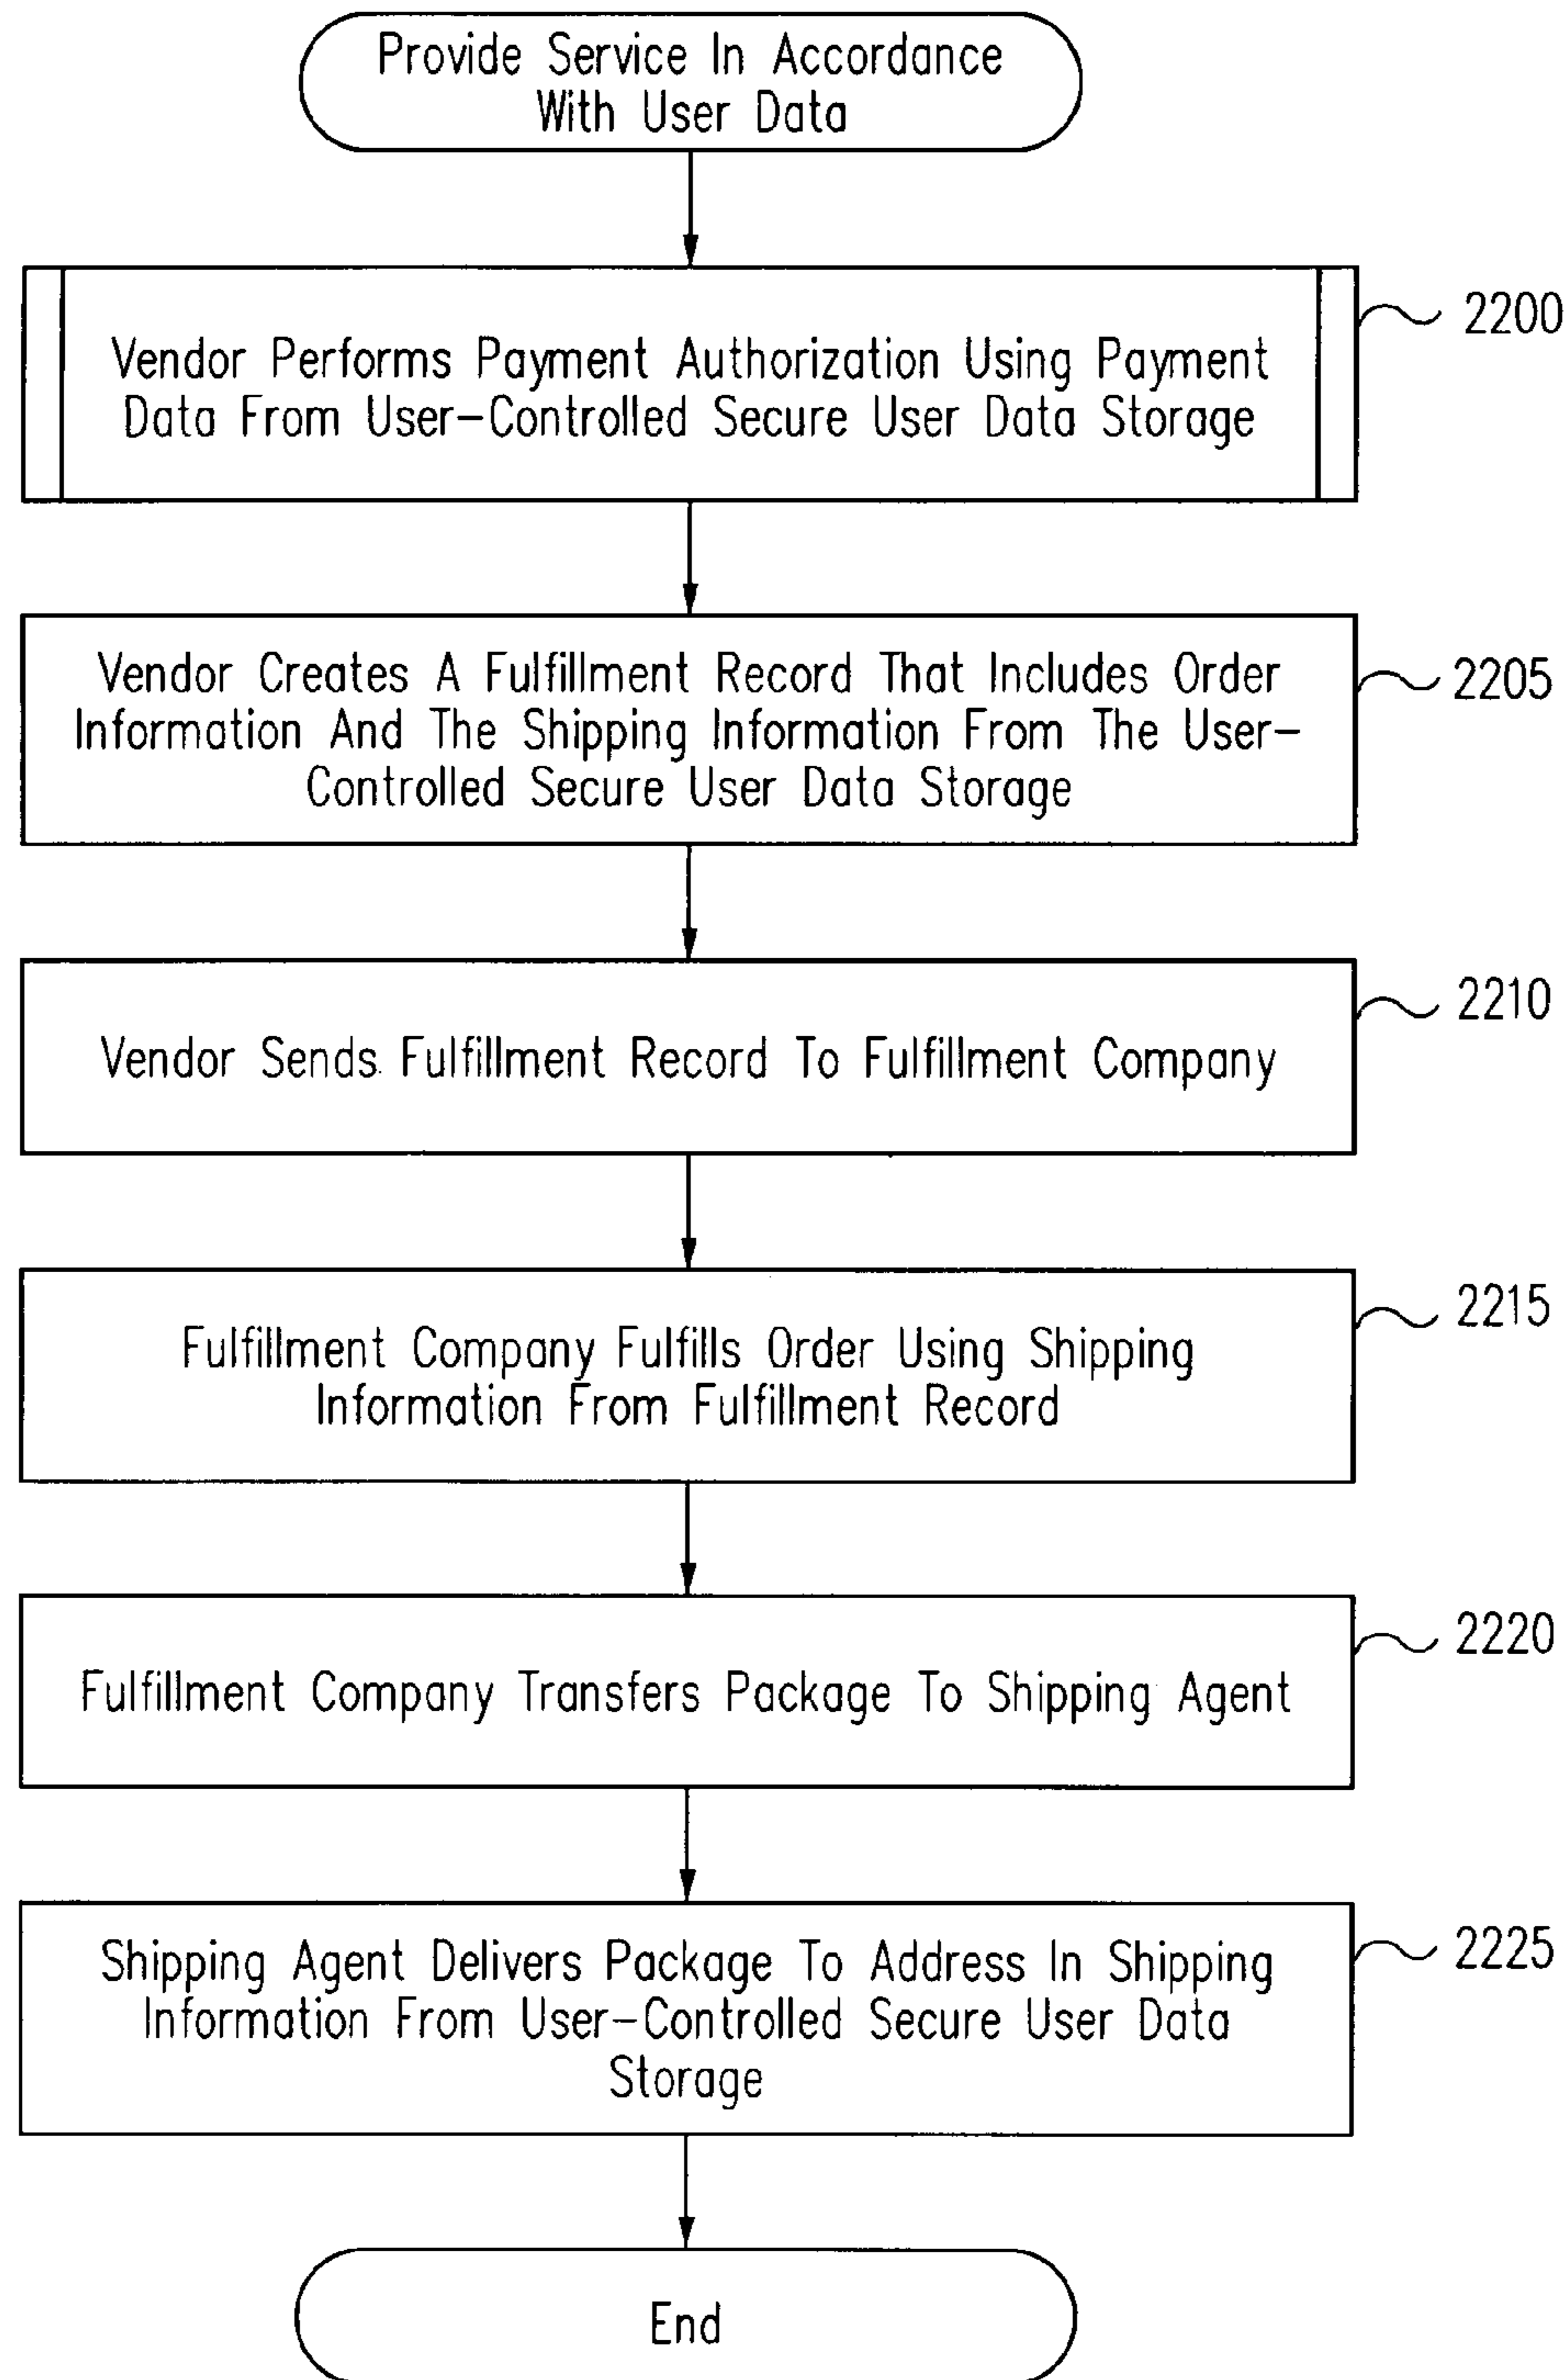 Provide Service In Accordance
With User Data
Vendor Performs Payment Authorization Using Payment
Data From User-Controlled Secure User Data Storage
2200
Vendor Creates A Fulfillment Record That Includes Order
Information And The Shipping Information From The User-
Controlled Secure User Data Storage
2205
Vendor Sends Fulfillment Record To Fulfillment Company
2210
Fulfillment Company Fulfills Order Using Shipping
Information From Fulfillment Record
2215
Fulfillment Company Transfers Package To Shipping Agent
2220
Shipping Agent Delivers Package To Address In Shipping
Information From User-Controlled Secure User Data
Storage
2225
End